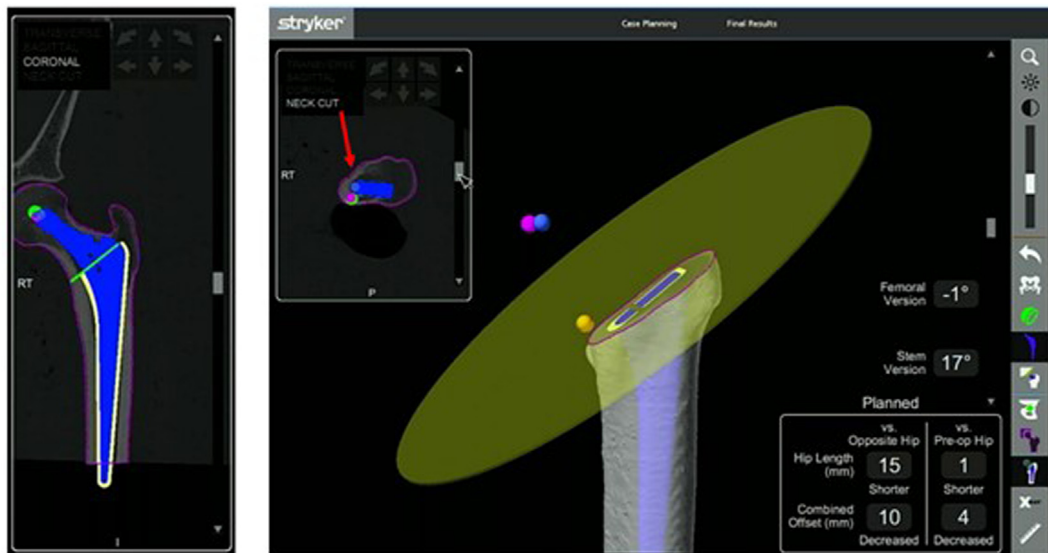 TRANSVERSE
SAGITTAL
CORONAL
NECK CUT
RT
I
stryker
Case Planning
Final Results
TRANSVERSE
SAGITTAL
CORONAL
NECK CUT
RT
P
Femoral
Version
-1°
Stem
Version
17°
Planned
vs.
Opposite Hip
vs.
Pre-op Hip
Hip Length
(mm)
15
Shorter
1
Shorter
Combined
Offset (mm)
10
Decreased
4
Decreased